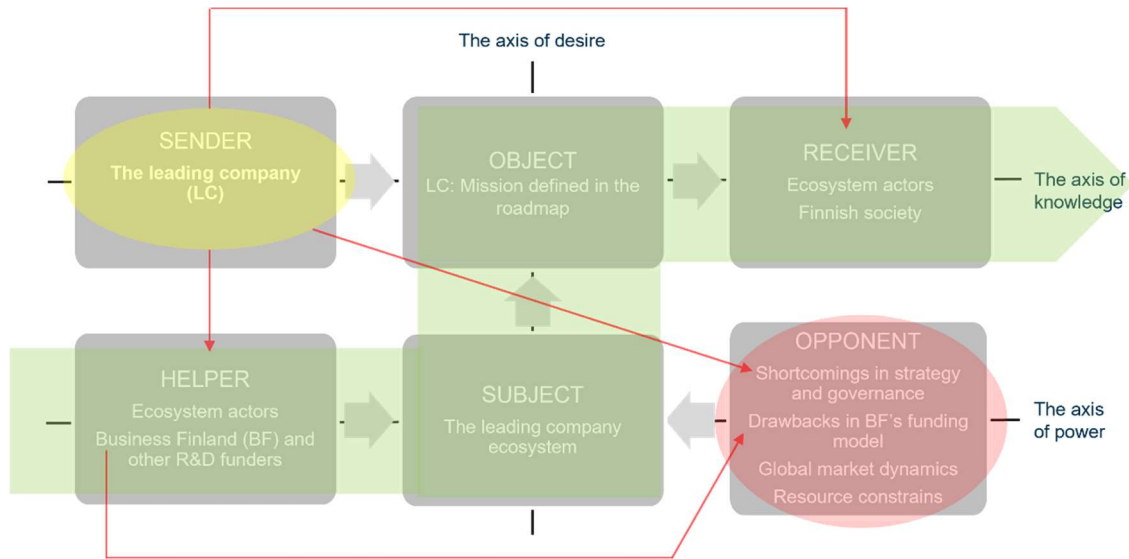 The axis of desire
SENDER
The leading company
(LC)
OBJECT
LC: Mission defined in the
roadmap
RECEIVER
Ecosystem actors
Finnish society
The axis of
knowledge
HELPER
Ecosystem actors
Business Finland (BF) and
other R&D funders
SUBJECT
The leading company
ecosystem
OPPONENT
Shortcomings in strategy
and governance
Drawbacks in BF's funding
model
Global market dynamics
Resource constrains
The axis
of power